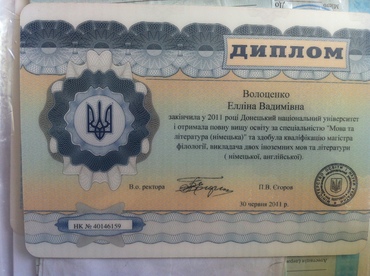 ДИПЛОМ
Волоценко
Елліна Вадимівна
закінчила у 2011 році Донецький національний університет
і отримала повну вищу освіту за спеціальністю "Мова та
література (німецька)" та здобула кваліфікацію магістра
філології, викладача двох іноземних мов та літератури
( німецької, англійської).
В.о. ректора П.В. Єгоров
30 червня 2011 р.
НК № 40146159